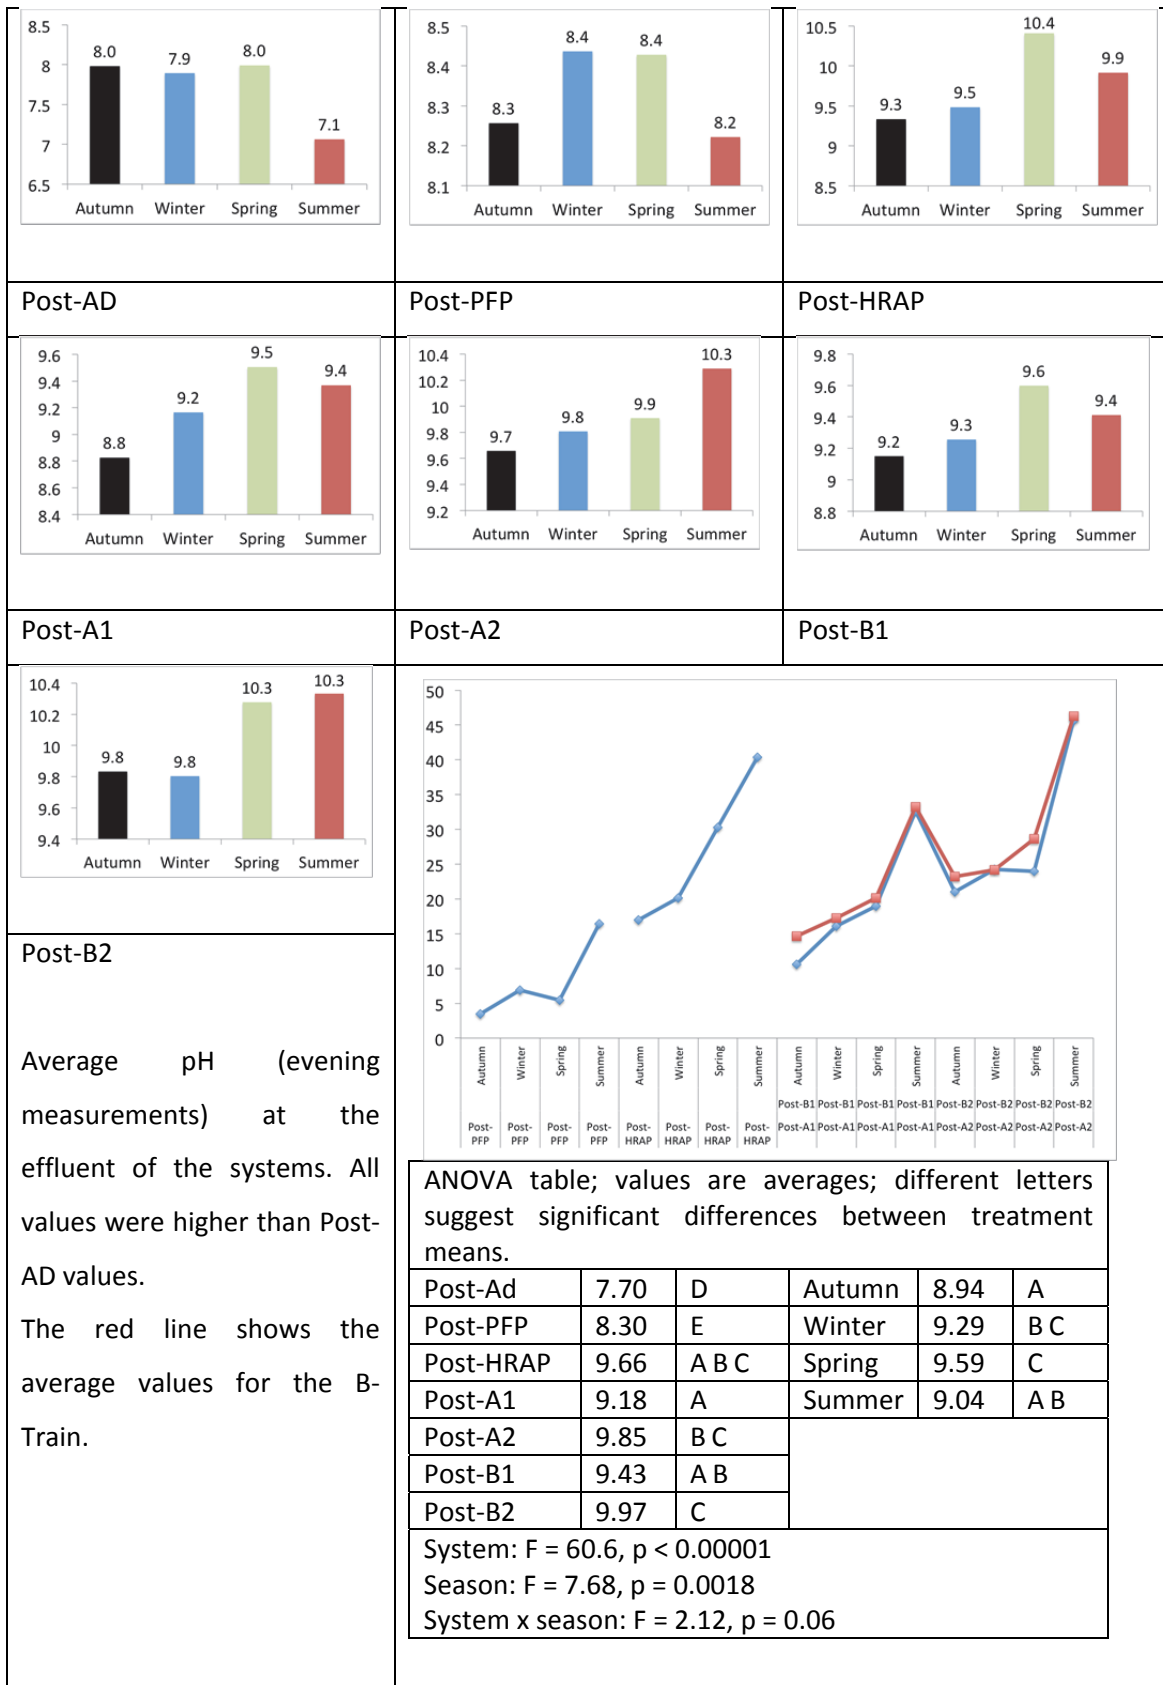 8.5
8
7.5
7
6.5
8.0
7.9
8.0
7.1
Autumn Winter Spring Summer
8.5
8.4
8.3
8.2
8.1
8.3
8.4
8.4
8.2
Autumn Winter Spring Summer
10.5
10
9.5
9
8.5
9.3
9.5
10.4
9.9
Autumn Winter Spring Summer
Post-AD
Post-PFP
Post-HRAP
9.6
9.4
9.2
9
8.8
8.6
8.4
8.8
9.2
9.5
9.4
Autumn Winter Spring Summer
10.4
10.2
10
9.8
9.6
9.4
9.2
9.7
9.8
9.9
10.3
Autumn Winter Spring Summer
9.8
9.6
9.4
9.2
9
8.8
9.2
9.3
9.6
9.4
Autumn Winter Spring Summer
Post-A1
Post-A2
Post-B1
10.4
10.2
10
9.8
9.6
9.4
9.8
9.8
10.3
10.3
Autumn Winter Spring Summer
Post-B2
Average pH (evening
measurements) at the
effluent of the systems. All
values were higher than Post-
AD values.
The red line shows the
average values for the B-
Train.
50
45
40
35
30
25
20
15
10
5
0
Autumn Winter Spring Summer Autumn Winter Spring Summer Autumn Winter Spring Summer Autumn Winter Spring Summer
Post-B1 Post-B1 Post-B1 Post-B1 Post-B2 Post-B2 Post-B2 Post-B2
Post-PFP Post-PFP Post-PFP Post-PFP Post-HRAP Post-HRAP Post-HRAP Post-HRAP Post-A1 Post-A1 Post-A1 Post-A1 Post-A2 Post-A2 Post-A2 Post-A2
ANOVA table; values are averages; different letters
suggest significant differences between treatment
means.
Post-Ad 7.70 D Autumn 8.94 A
Post-PFP 8.30 E Winter 9.29 B C
Post-HRAP 9.66 A B C Spring 9.59 C
Post-A1 9.18 A Summer 9.04 A B
Post-A2 9.85 B C
Post-B1 9.43 A B
Post-B2 9.97 C
System: F = 60.6, p < 0.00001
Season: F = 7.68, p = 0.0018
System x season: F = 2.12, p = 0.06